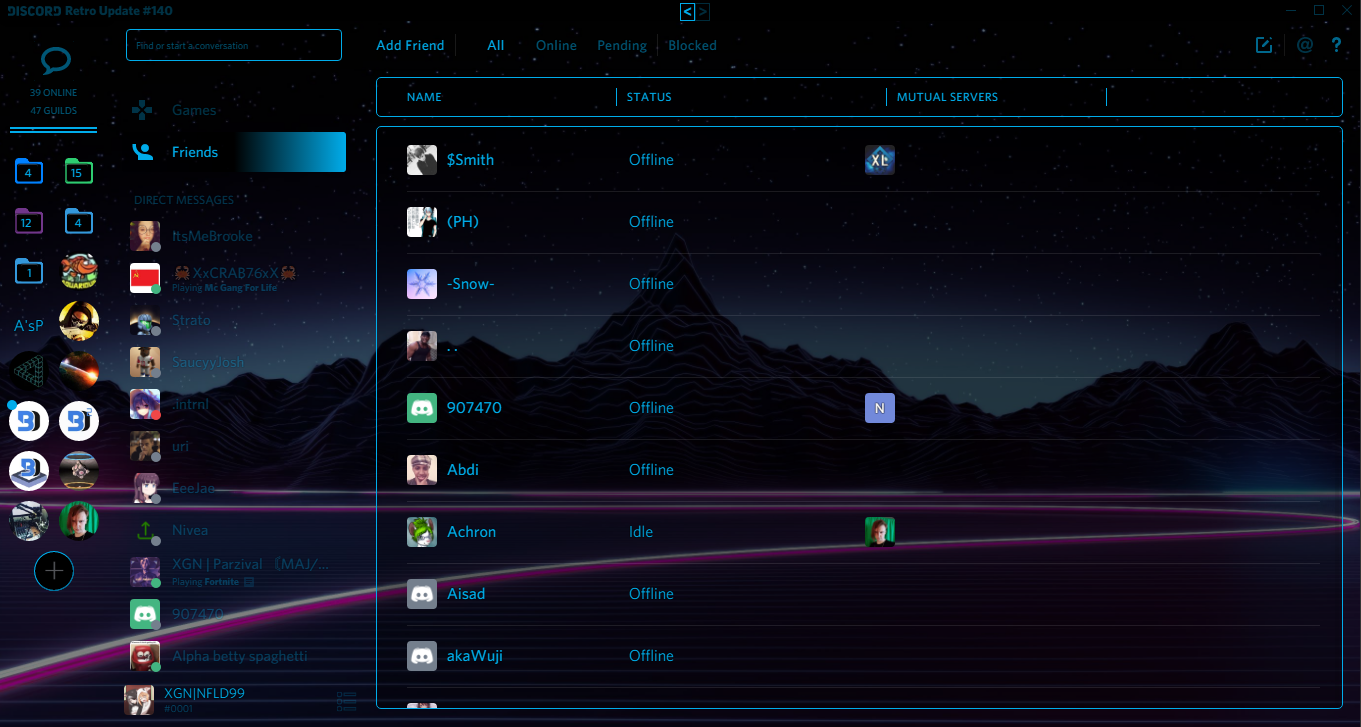 DISCORD Retro Update #140
< >
39 ONLINE
47 GUILDS
4
15
12
4
1
A'sP
Find or start a conversation
Games
Friends
DIRECT MESSAGES
ItsMeBrooke
🦀XxCRAB76xX🦀
Playing Mc Gang For Life
Strato
SaucyyJosh
.intrnl
uri
EeeJae
Nivea
XGN | Parzival 〔MAJ/...
Playing Fortnite
907470
Alpha betty spaghetti
XGN|NFLD99
#0001
Add Friend All Online Pending Blocked
@ ?
NAME STATUS MUTUAL SERVERS
$Smith Offline XL
(PH) Offline
-Snow- Offline
. . Offline
907470 Offline N
Abdi Offline
Achron Idle
Aisad Offline
akaWuji Offline